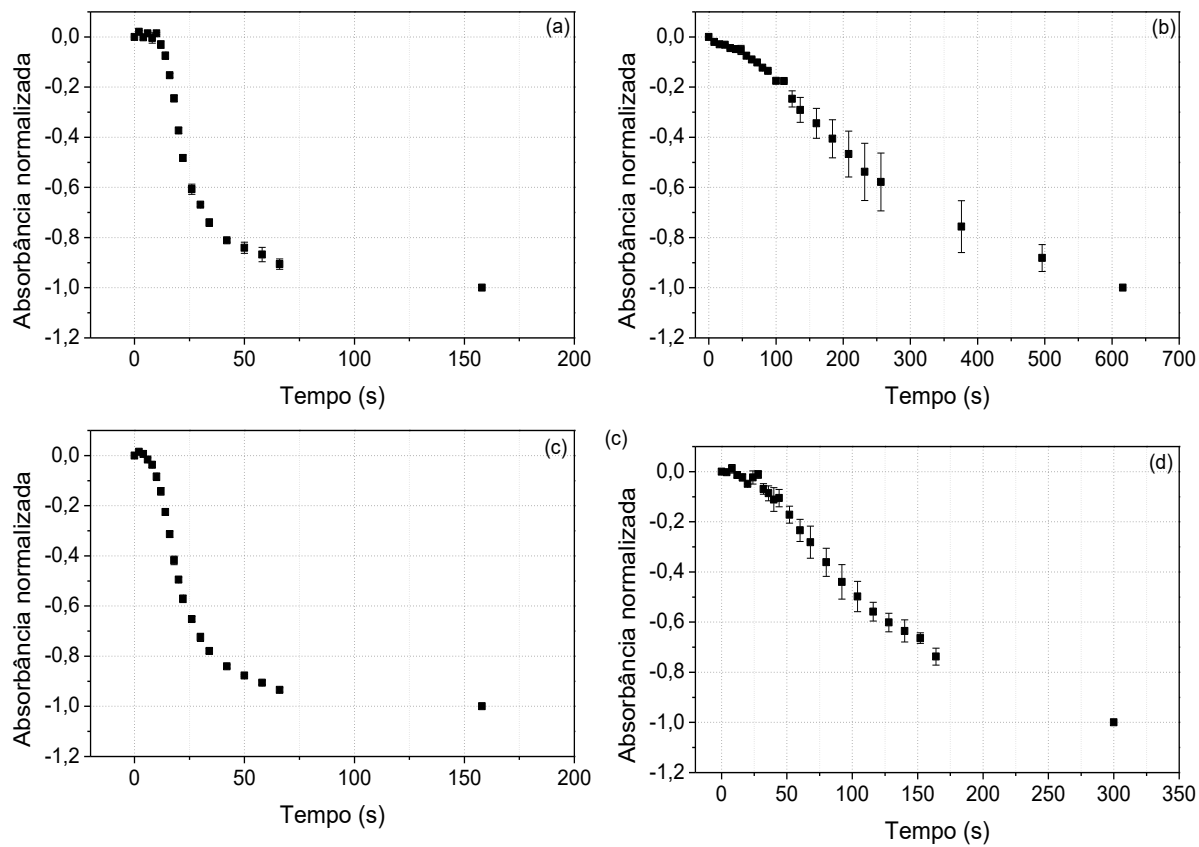 (a)
0,0
-0,2
-0,4
-0,6
-0,8
-1,0
-1,2
Absorbância normalizada
0 50 100 150 200
Tempo (s)
(b)
0,0
-0,2
-0,4
-0,6
-0,8
-1,0
-1,2
Absorbância normalizada
0 100 200 300 400 500 600 700
Tempo (s)
(c)
0,0
-0,2
-0,4
-0,6
-0,8
-1,0
-1,2
Absorbância normalizada
0 50 100 150 200
Tempo (s)
(c)
(d)
0,0
-0,2
-0,4
-0,6
-0,8
-1,0
-1,2
Absorbância normalizada
0 50 100 150 200 250 300 350
Tempo (s)